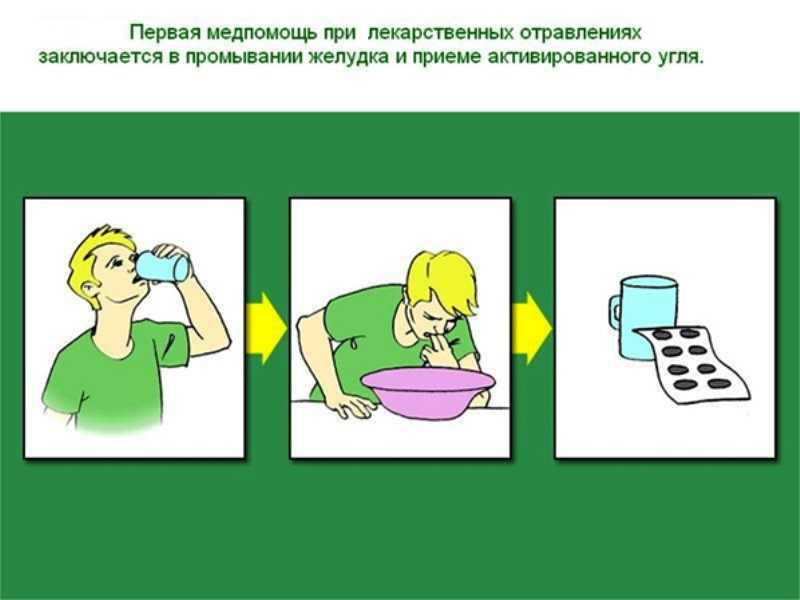 Первая медпомощь при лекарственных отравлениях
заключается в промывании желудка и приеме активированного угля.